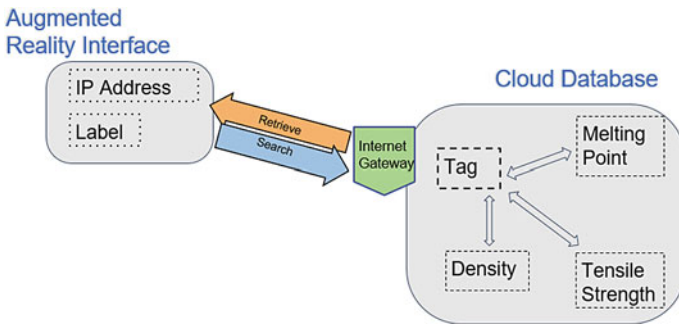 Augmented
Reality Interface
IP Address
Label
Retrieve
Search
Internet
Gateway
Cloud Database
Tag
Melting
Point
Density
Tensile
Strength